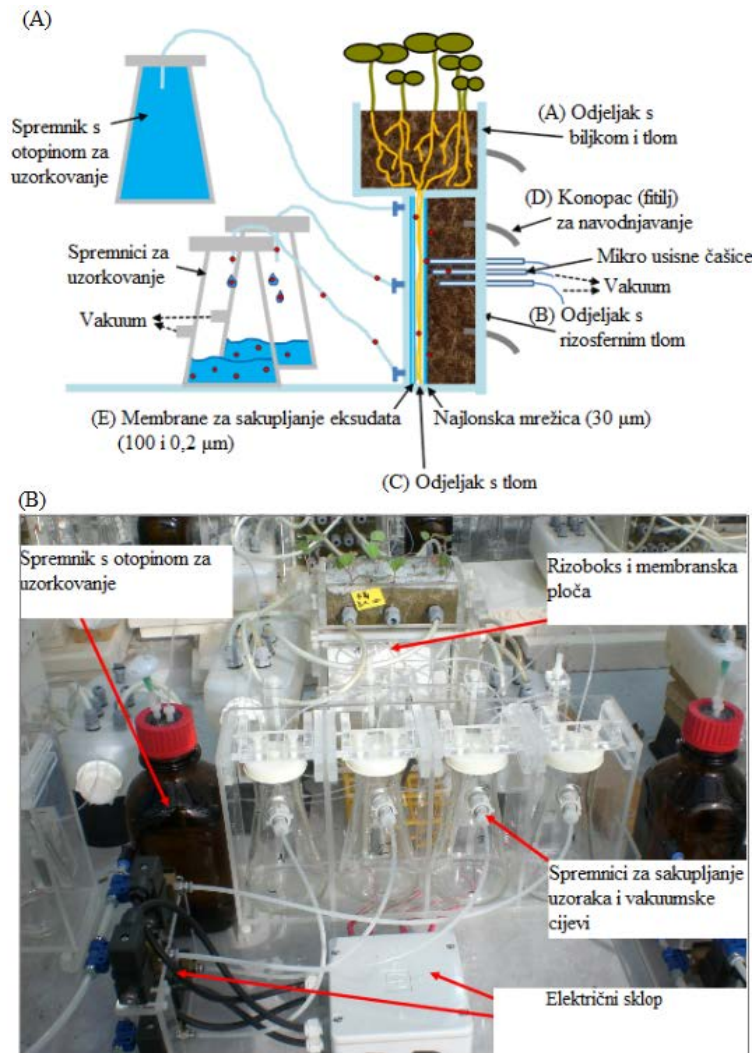 (A)
Spremnik s
otopinom za
uzorkovanje
Spremnici za
uzorkovanje
Vakuum
(A) Odjeljak s
biljkom i tlom
(D) Konopac (fitilj)
za navodnjavanje
Mikro usisne čašice
Vakuum
(B) Odjeljak s
rizosfernim tlom
(E) Membrane za sakupljanje eksudata
(100 i 0,2 µm)
Najlonska mrežica (30 µm)
(C) Odjeljak s tlom
(B)
Spremnik s otopinom za
uzorkovanje
Rizoboks i membranska
ploča
Spremnici za sakupljanje
uzoraka i vakuumske
cijevi
Električni sklop